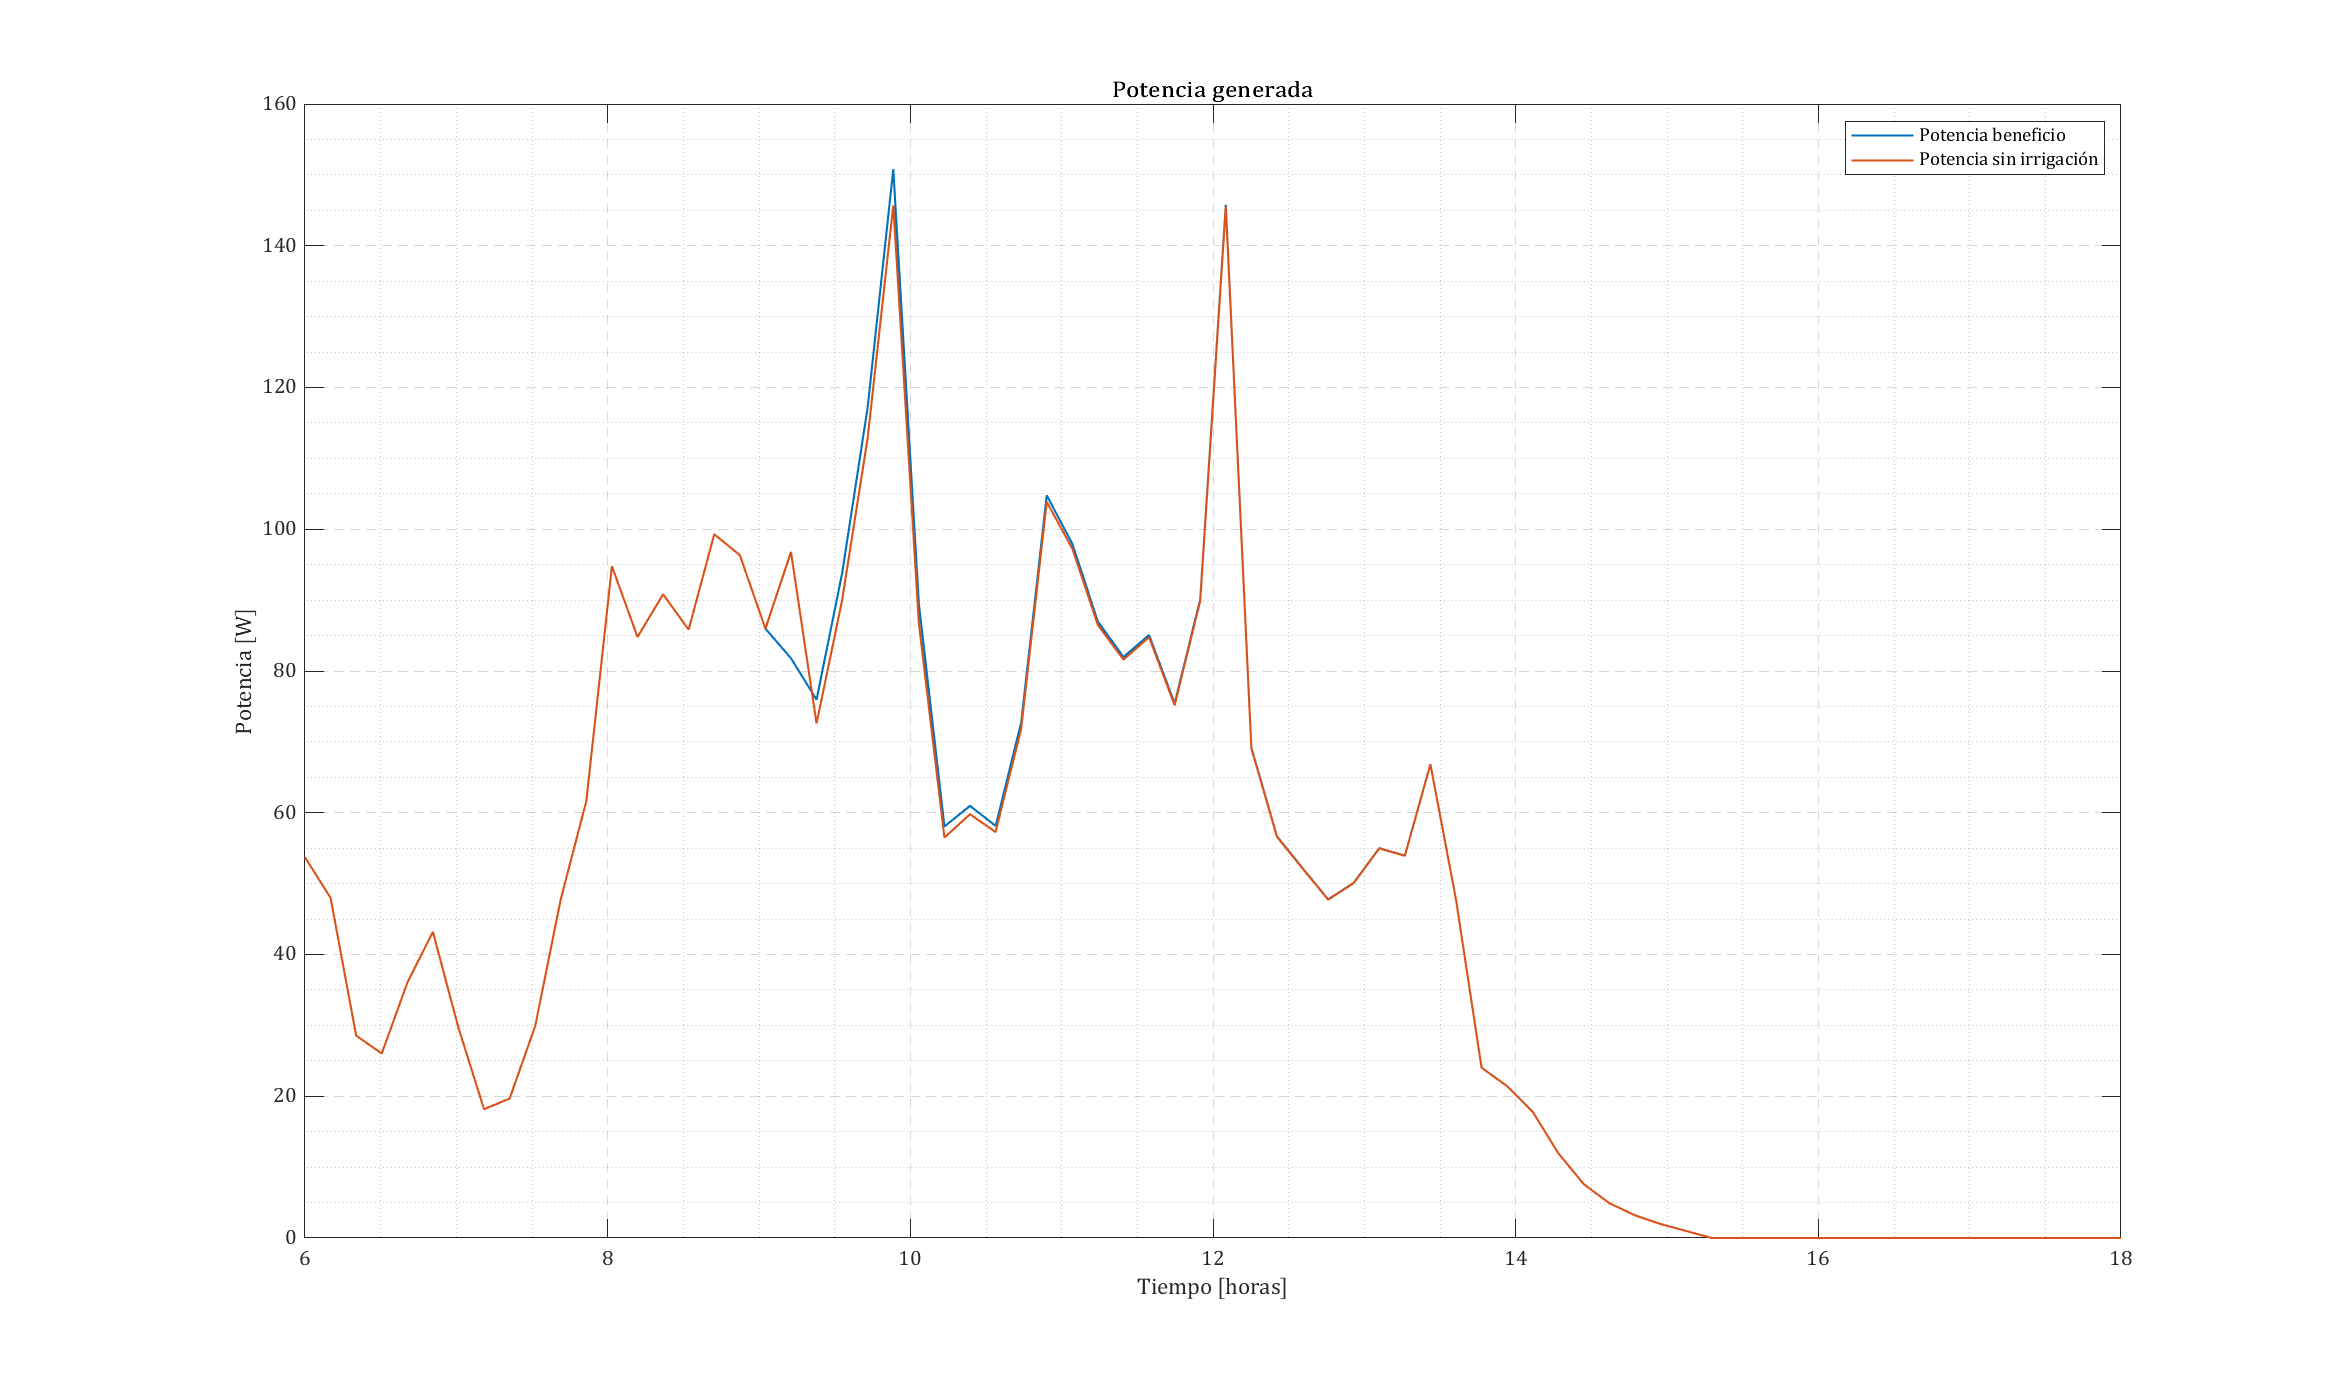 Potencia generada
160
140
120
100
80
60
40
20
0
Potencia [W]
Potencia beneficio
Potencia sin irrigación
6 8 10 12 14 16 18
Tiempo [horas]